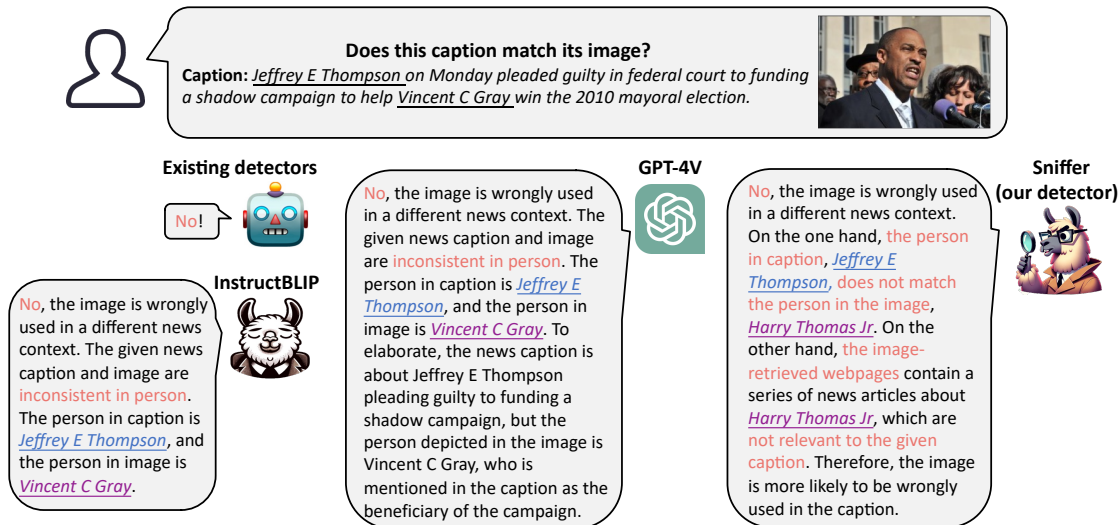 Does this caption match its image?
Caption: Jeffrey E Thompson on Monday pleaded guilty in federal court to funding
a shadow campaign to help Vincent C Gray win the 2010 mayoral election.
Existing detectors
No!
InstructBLIP
No, the image is wrongly
used in a different news
context. The given news
caption and image are
inconsistent in person.
The person in caption is
Jeffrey E Thompson, and
the person in image is
Vincent C Gray.
GPT-4V
No, the image is wrongly used
in a different news context. The
given news caption and image
are inconsistent in person. The
person in caption is Jeffrey E
Thompson, and the person in
image is Vincent C Gray. To
elaborate, the news caption is
about Jeffrey E Thompson
pleading guilty to funding a
shadow campaign, but the
person depicted in the image is
Vincent C Gray, who is
mentioned in the caption as the
beneficiary of the campaign.
Sniffer
(our detector)
No, the image is wrongly used
in a different news context.
On the one hand, the person
in caption, Jeffrey E
Thompson, does not match
the person in the image,
Harry Thomas Jr. On the
other hand, the image-
retrieved webpages contain a
series of news articles about
Harry Thomas Jr, which are
not relevant to the given
caption. Therefore, the image
is more likely to be wrongly
used in the caption.